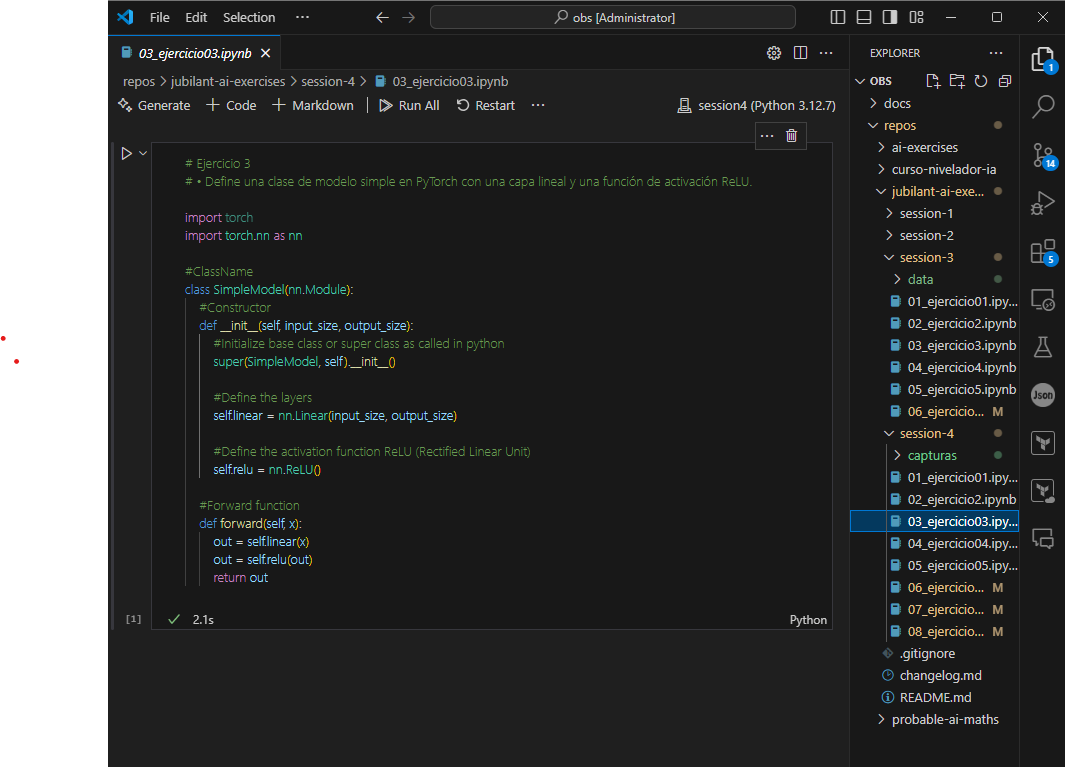 File Edit Selection ··· obs [Administrator]
03_ejercicio03.ipynb
repos > jubilant-ai-exercises > session-4 > 03_ejercicio03.ipynb
Generate + Code + Markdown | Run All Restart ··· session4 (Python 3.12.7)
# Ejercicio 3
# • Define una clase de modelo simple en PyTorch con una capa lineal y una función de activación ReLU.
import torch
import torch.nn as nn
#ClassName
class SimpleModel(nn.Module):
#Constructor
def __init__(self, input_size, output_size):
#Initialize base class or super class as called in python
super(SimpleModel, self).__init__()
#Define the layers
self.linear = nn.Linear(input_size, output_size)
#Define the activation function ReLU (Rectified Linear Unit)
self.relu = nn.ReLU()
#Forward function
def forward(self, x):
out = self.linear(x)
out = self.relu(out)
return out
[1] 2.1s Python
EXPLORER
OBS
docs
repos
ai-exercises
curso-nivelador-ia
jubilant-ai-exe...
session-1
session-2
session-3
data
01_ejercicio01.ipy...
02_ejercicio2.ipynb
03_ejercicio3.ipynb
04_ejercicio4.ipynb
05_ejercicio5.ipynb
06_ejercicio... M
session-4
capturas
01_ejercicio01.ipy...
02_ejercicio2.ipynb
03_ejercicio03.ipy...
04_ejercicio04.ipy...
05_ejercicio05.ipy...
06_ejercicio... M
07_ejercicio... M
08_ejercicio... M
.gitignore
changelog.md
README.md
probable-ai-maths
1
14
5
Json